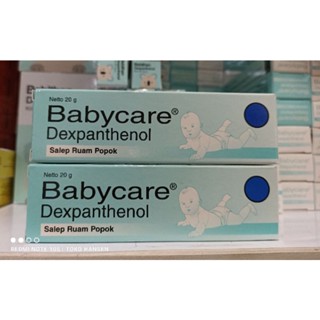 Netto 20 g
Babycare®
Dexpanthenol
Salep Ruam Popok
Netto 20 g
Babycare®
Dexpanthenol
Salep Ruam Popok